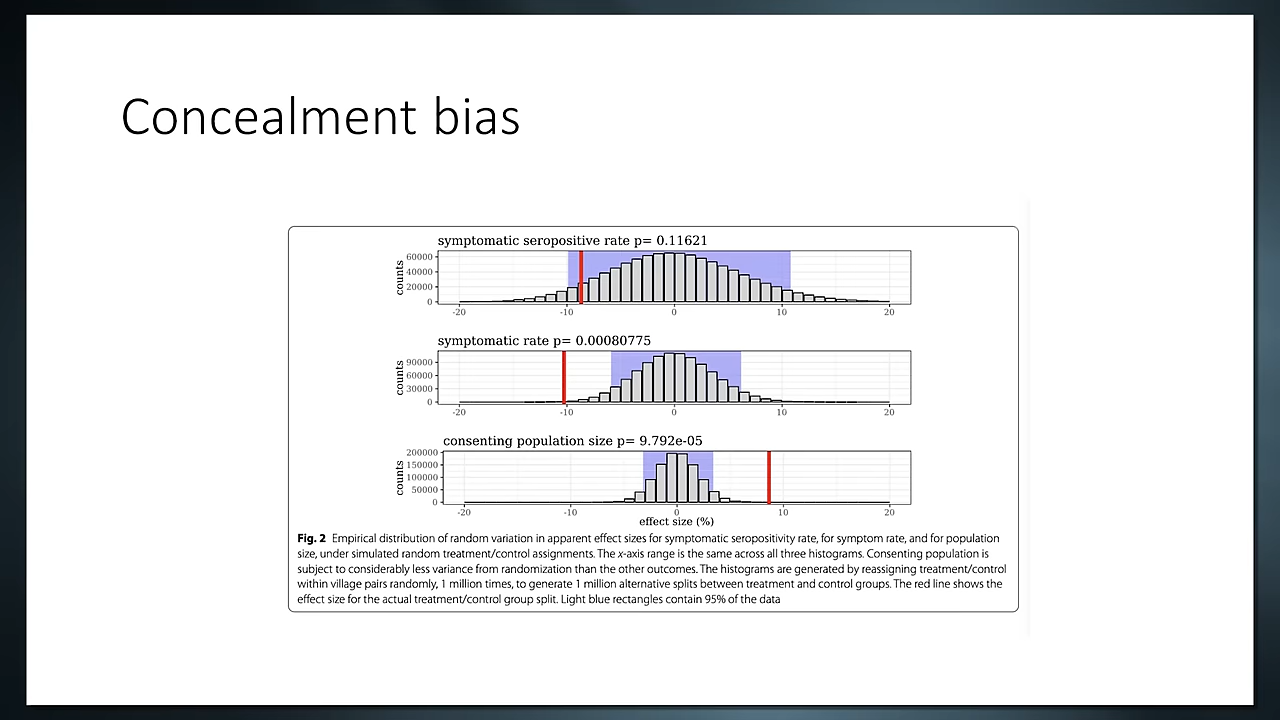 Concealment bias
symptomatic seropositive rate p= 0.11621
counts
60000
40000
20000
0
-20 -10 0 10 20
symptomatic rate p= 0.00080775
counts
90000
60000
30000
0
-20 -10 0 10 20
consenting population size p= 9.792e-05
counts
200000
150000
100000
50000
0
-20 -10 0 10 20
effect size (%)
Fig. 2 Empirical distribution of random variation in apparent effect sizes for symptomatic seropositivity rate, for symptom rate, and for population
size, under simulated random treatment/control assignments. The x-axis range is the same across all three histograms. Consenting population is
subject to considerably less variance from randomization than the other outcomes. The histograms are generated by reassigning treatment/control
within village pairs randomly, 1 million times, to generate 1 million alternative splits between treatment and control groups. The red line shows the
effect size for the actual treatment/control group split. Light blue rectangles contain 95% of the data